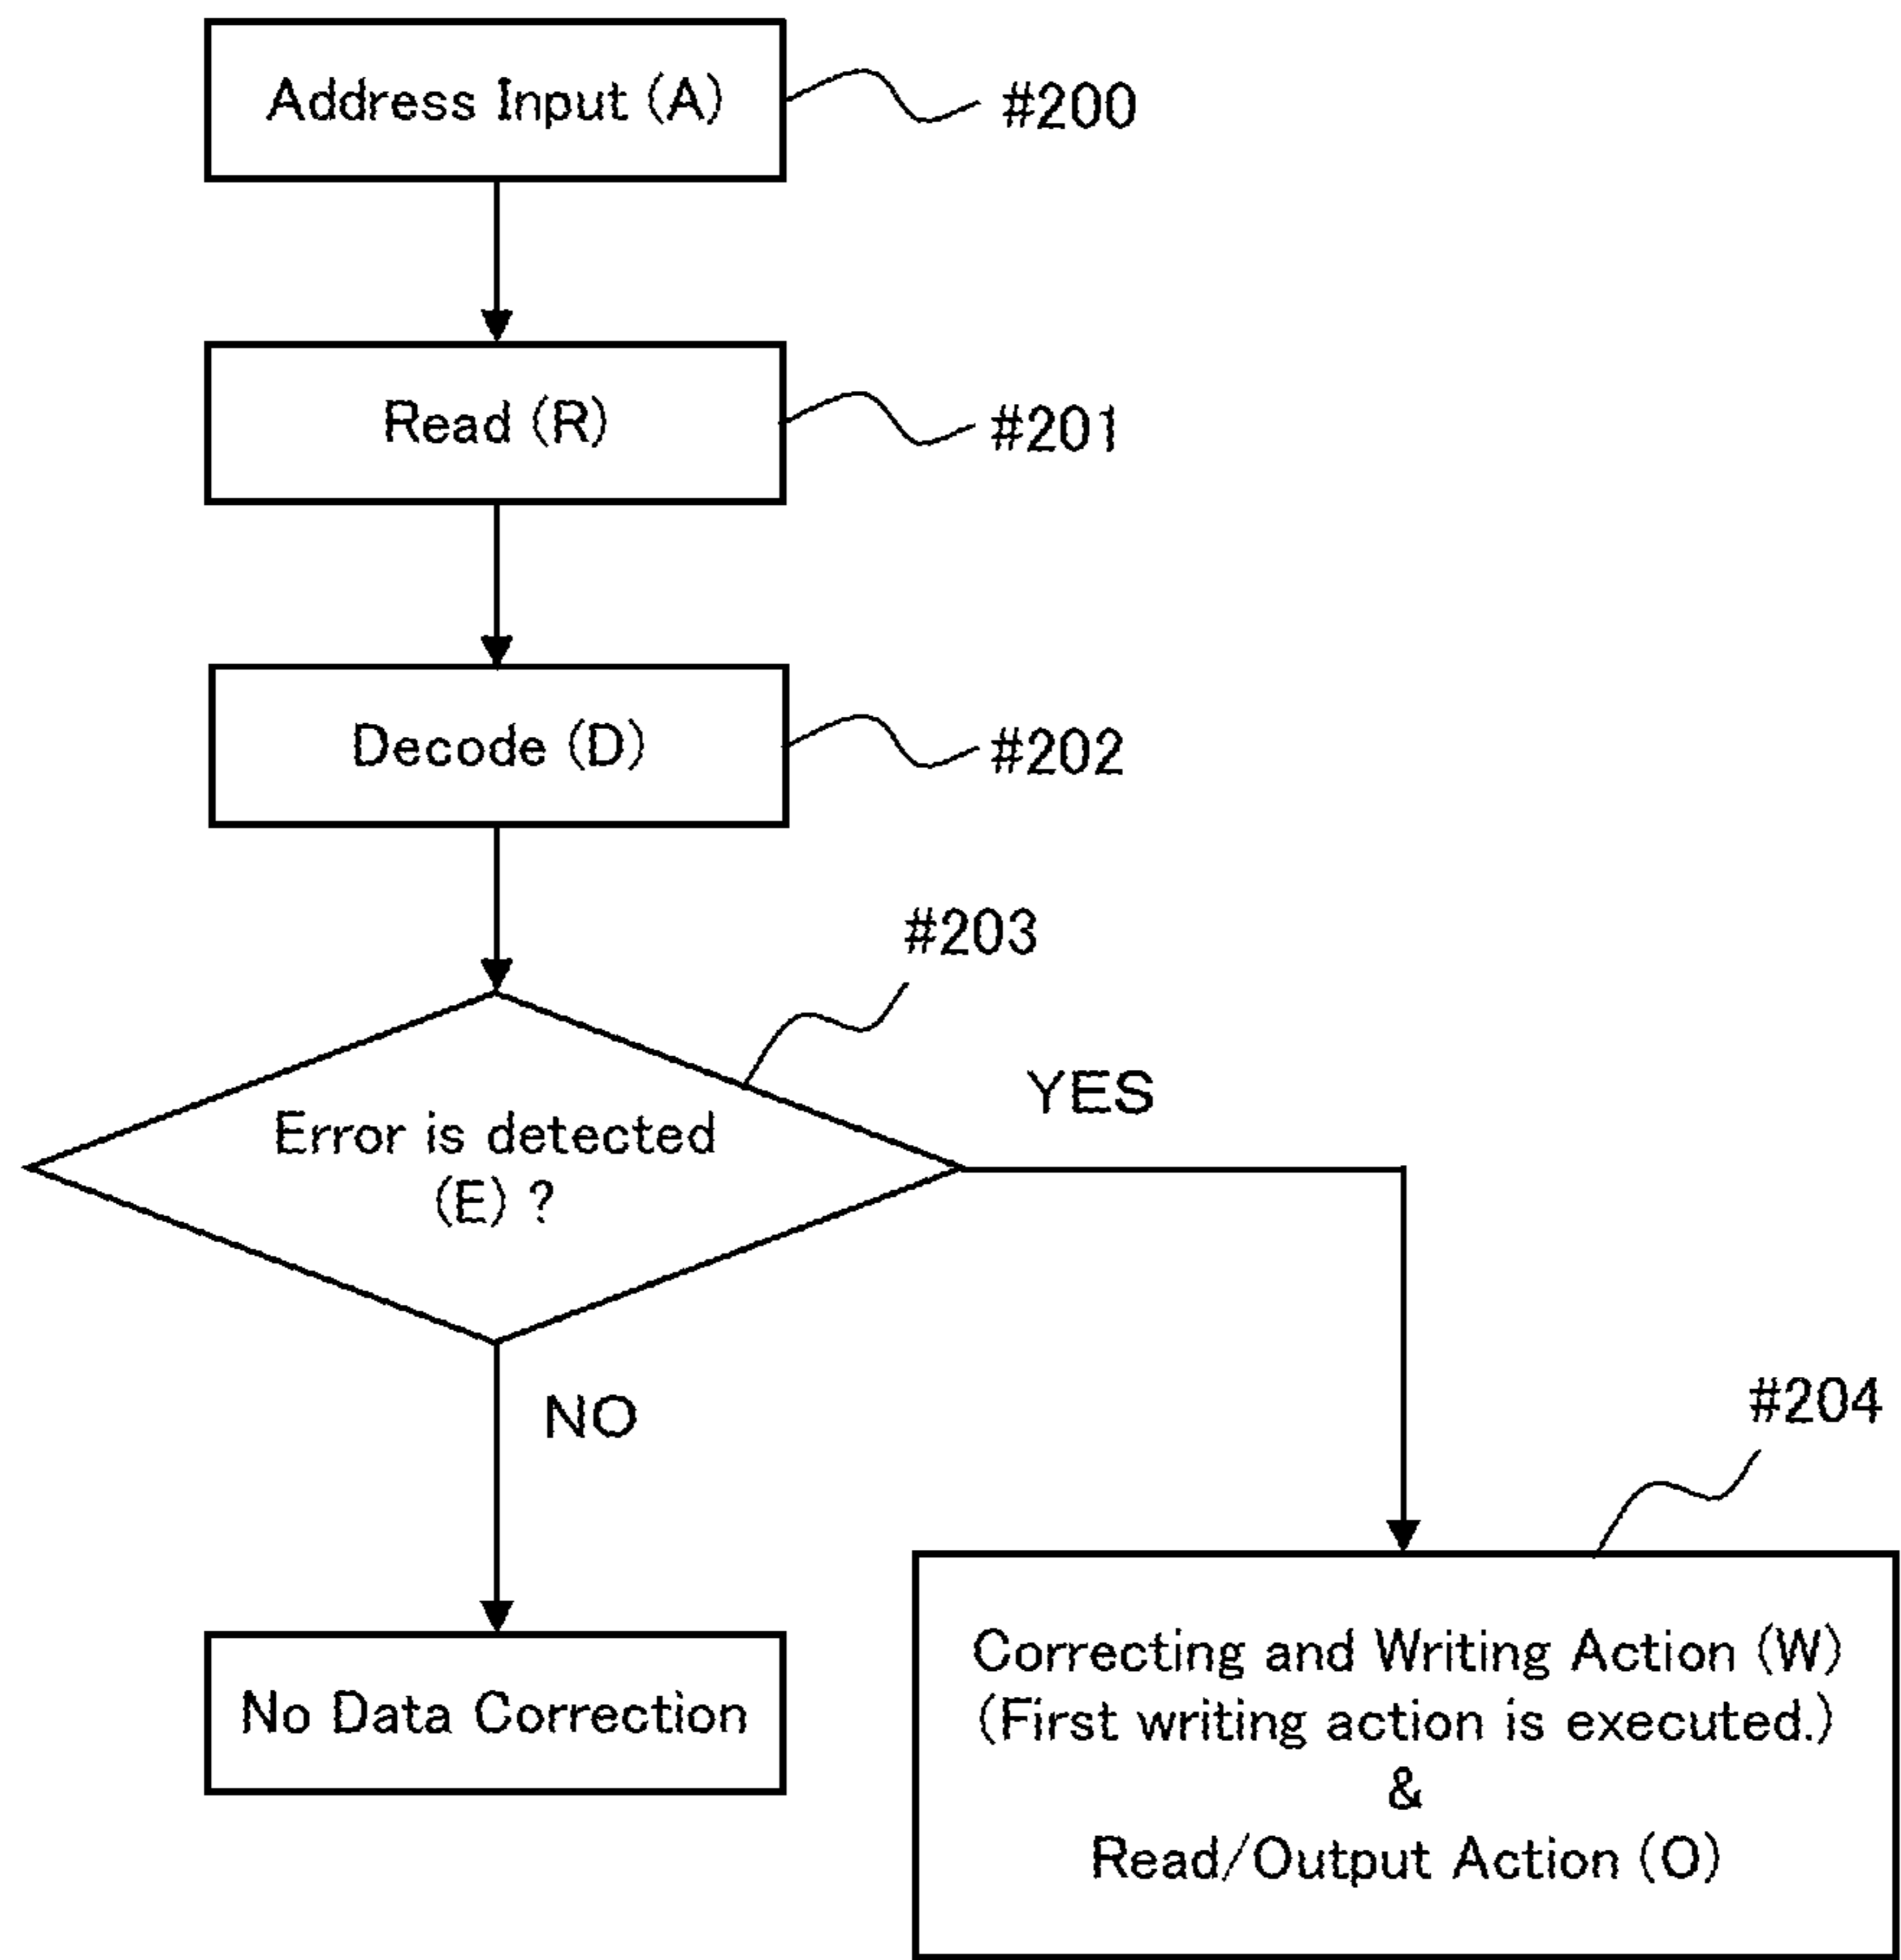 Address Input (A)
#200
Read (R)
#201
Decode (D)
#202
#203
Error is detected
(E) ?
YES
NO
#204
No Data Correction
Correcting and Writing Action (W)
(First writing action is executed.)
&
Read/Output Action (O)